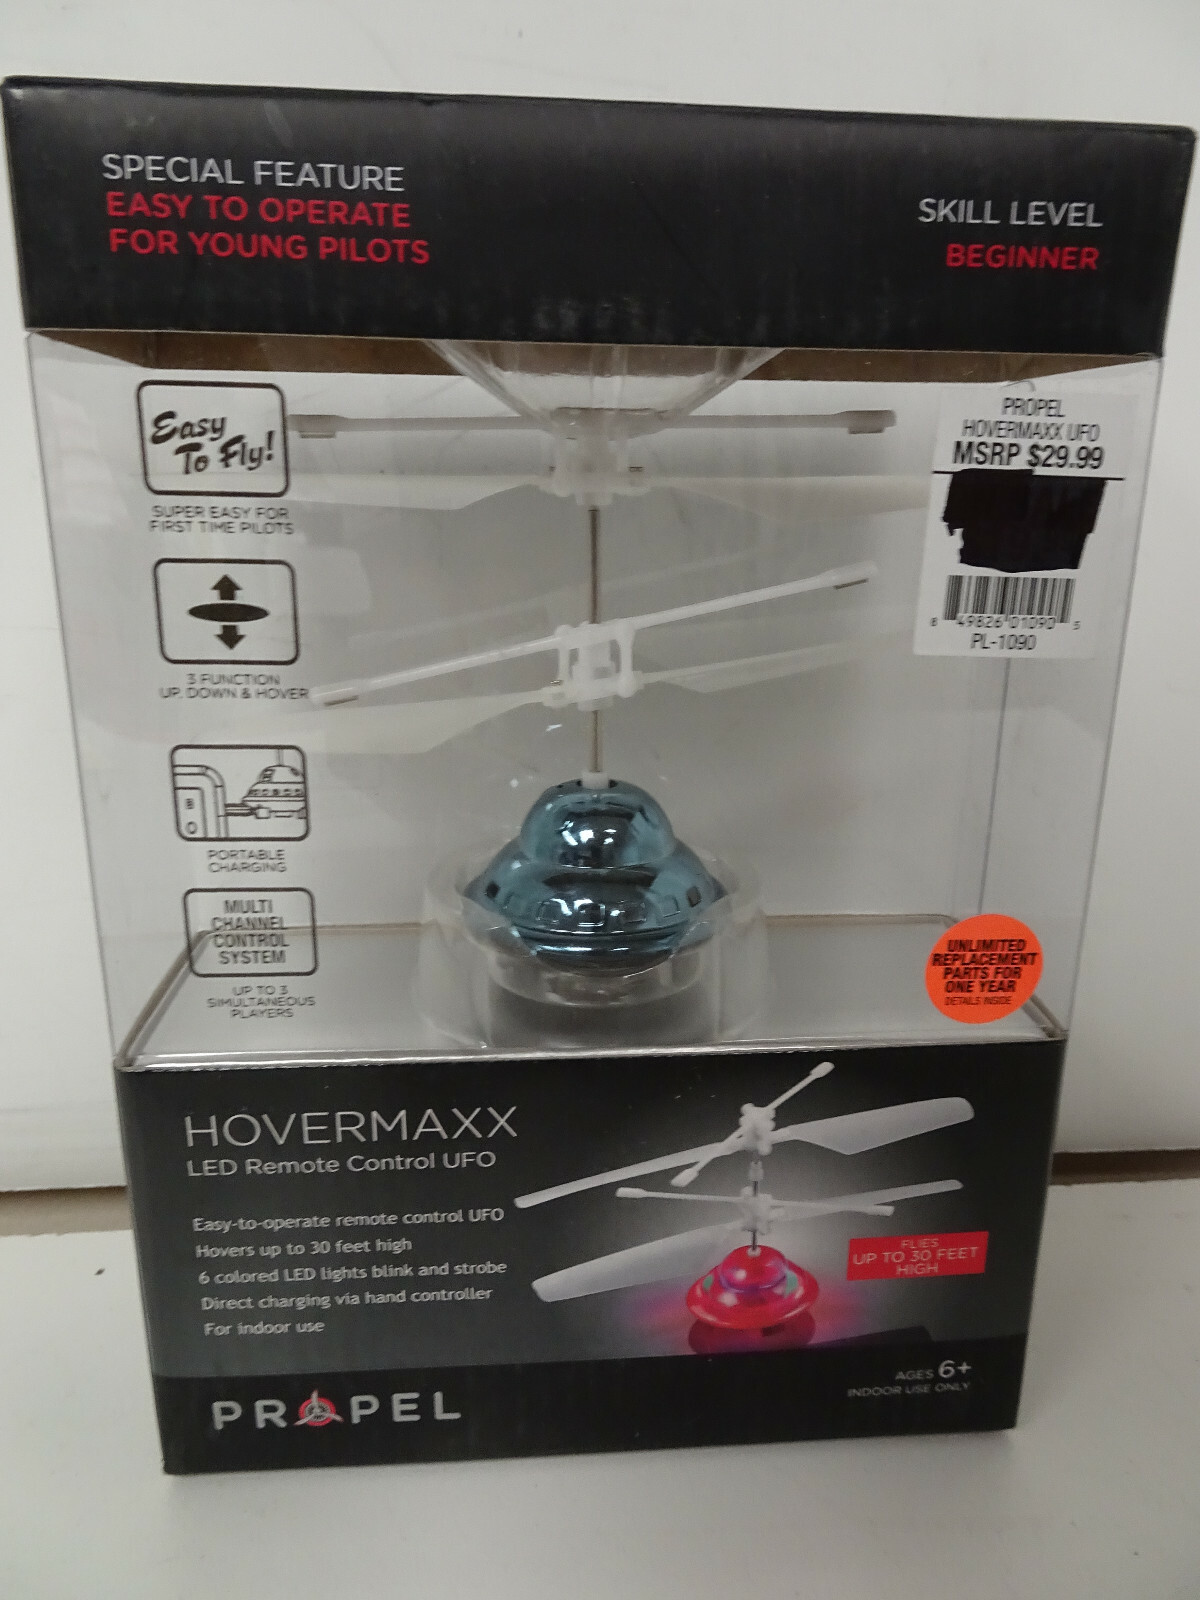 SPECIAL FEATURE
EASY TO OPERATE
FOR YOUNG PILOTS
SKILL LEVEL
BEGINNER
Easy
To Fly!
SUPER EASY FOR
FIRST TIME PILOTS
3 FUNCTION
UP, DOWN & HOVER
PORTABLE
CHARGING
MULTI
CHANNEL
CONTROL
SYSTEM
UP TO 3
SIMULTANEOUS
PLAYERS
PROPEL
HOVERMAXX UFO
MSRP $29.99
8 49826 01090 5
PL-1090
UNLIMITED
REPLACEMENT
PARTS FOR
ONE YEAR
DETAILS INSIDE
HOVERMAXX
LED Remote Control UFO
Easy-to-operate remote control UFO
Hovers up to 30 feet high
6 colored LED lights blink and strobe
Direct charging via hand controller
For indoor use
FLIES
UP TO 30 FEET
HIGH
PROPEL
AGES 6+
INDOOR USE ONLY